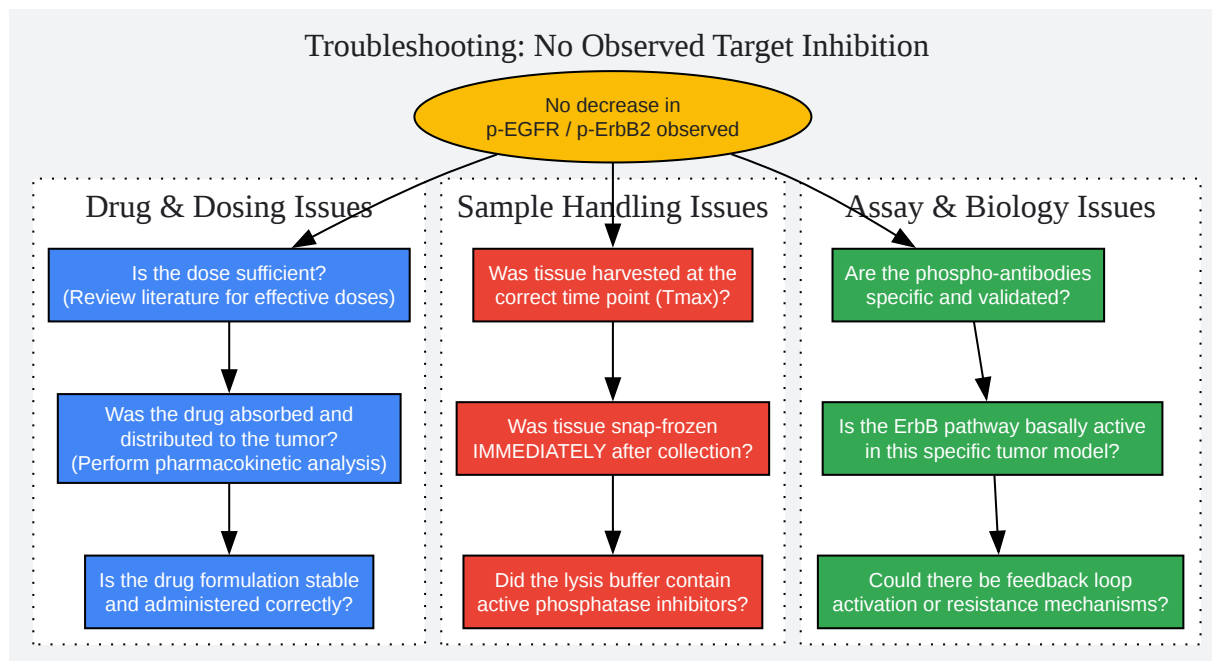 Troubleshooting: No Observed Target Inhibition
No decrease in
p-EGFR / p-ErbB2 observed
Drug & Dosing Issues
Is the dose sufficient?
(Review literature for effective doses)
Was the drug absorbed and
distributed to the tumor?
(Perform pharmacokinetic analysis)
Is the drug formulation stable
and administered correctly?
Sample Handling Issues
Was tissue harvested at the
correct time point (Tmax)?
Was tissue snap-frozen
IMMEDIATELY after collection?
Did the lysis buffer contain
active phosphatase inhibitors?
Assay & Biology Issues
Are the phospho-antibodies
specific and validated?
Is the ErbB pathway basally active
in this specific tumor model?
Could there be feedback loop
activation or resistance mechanisms?